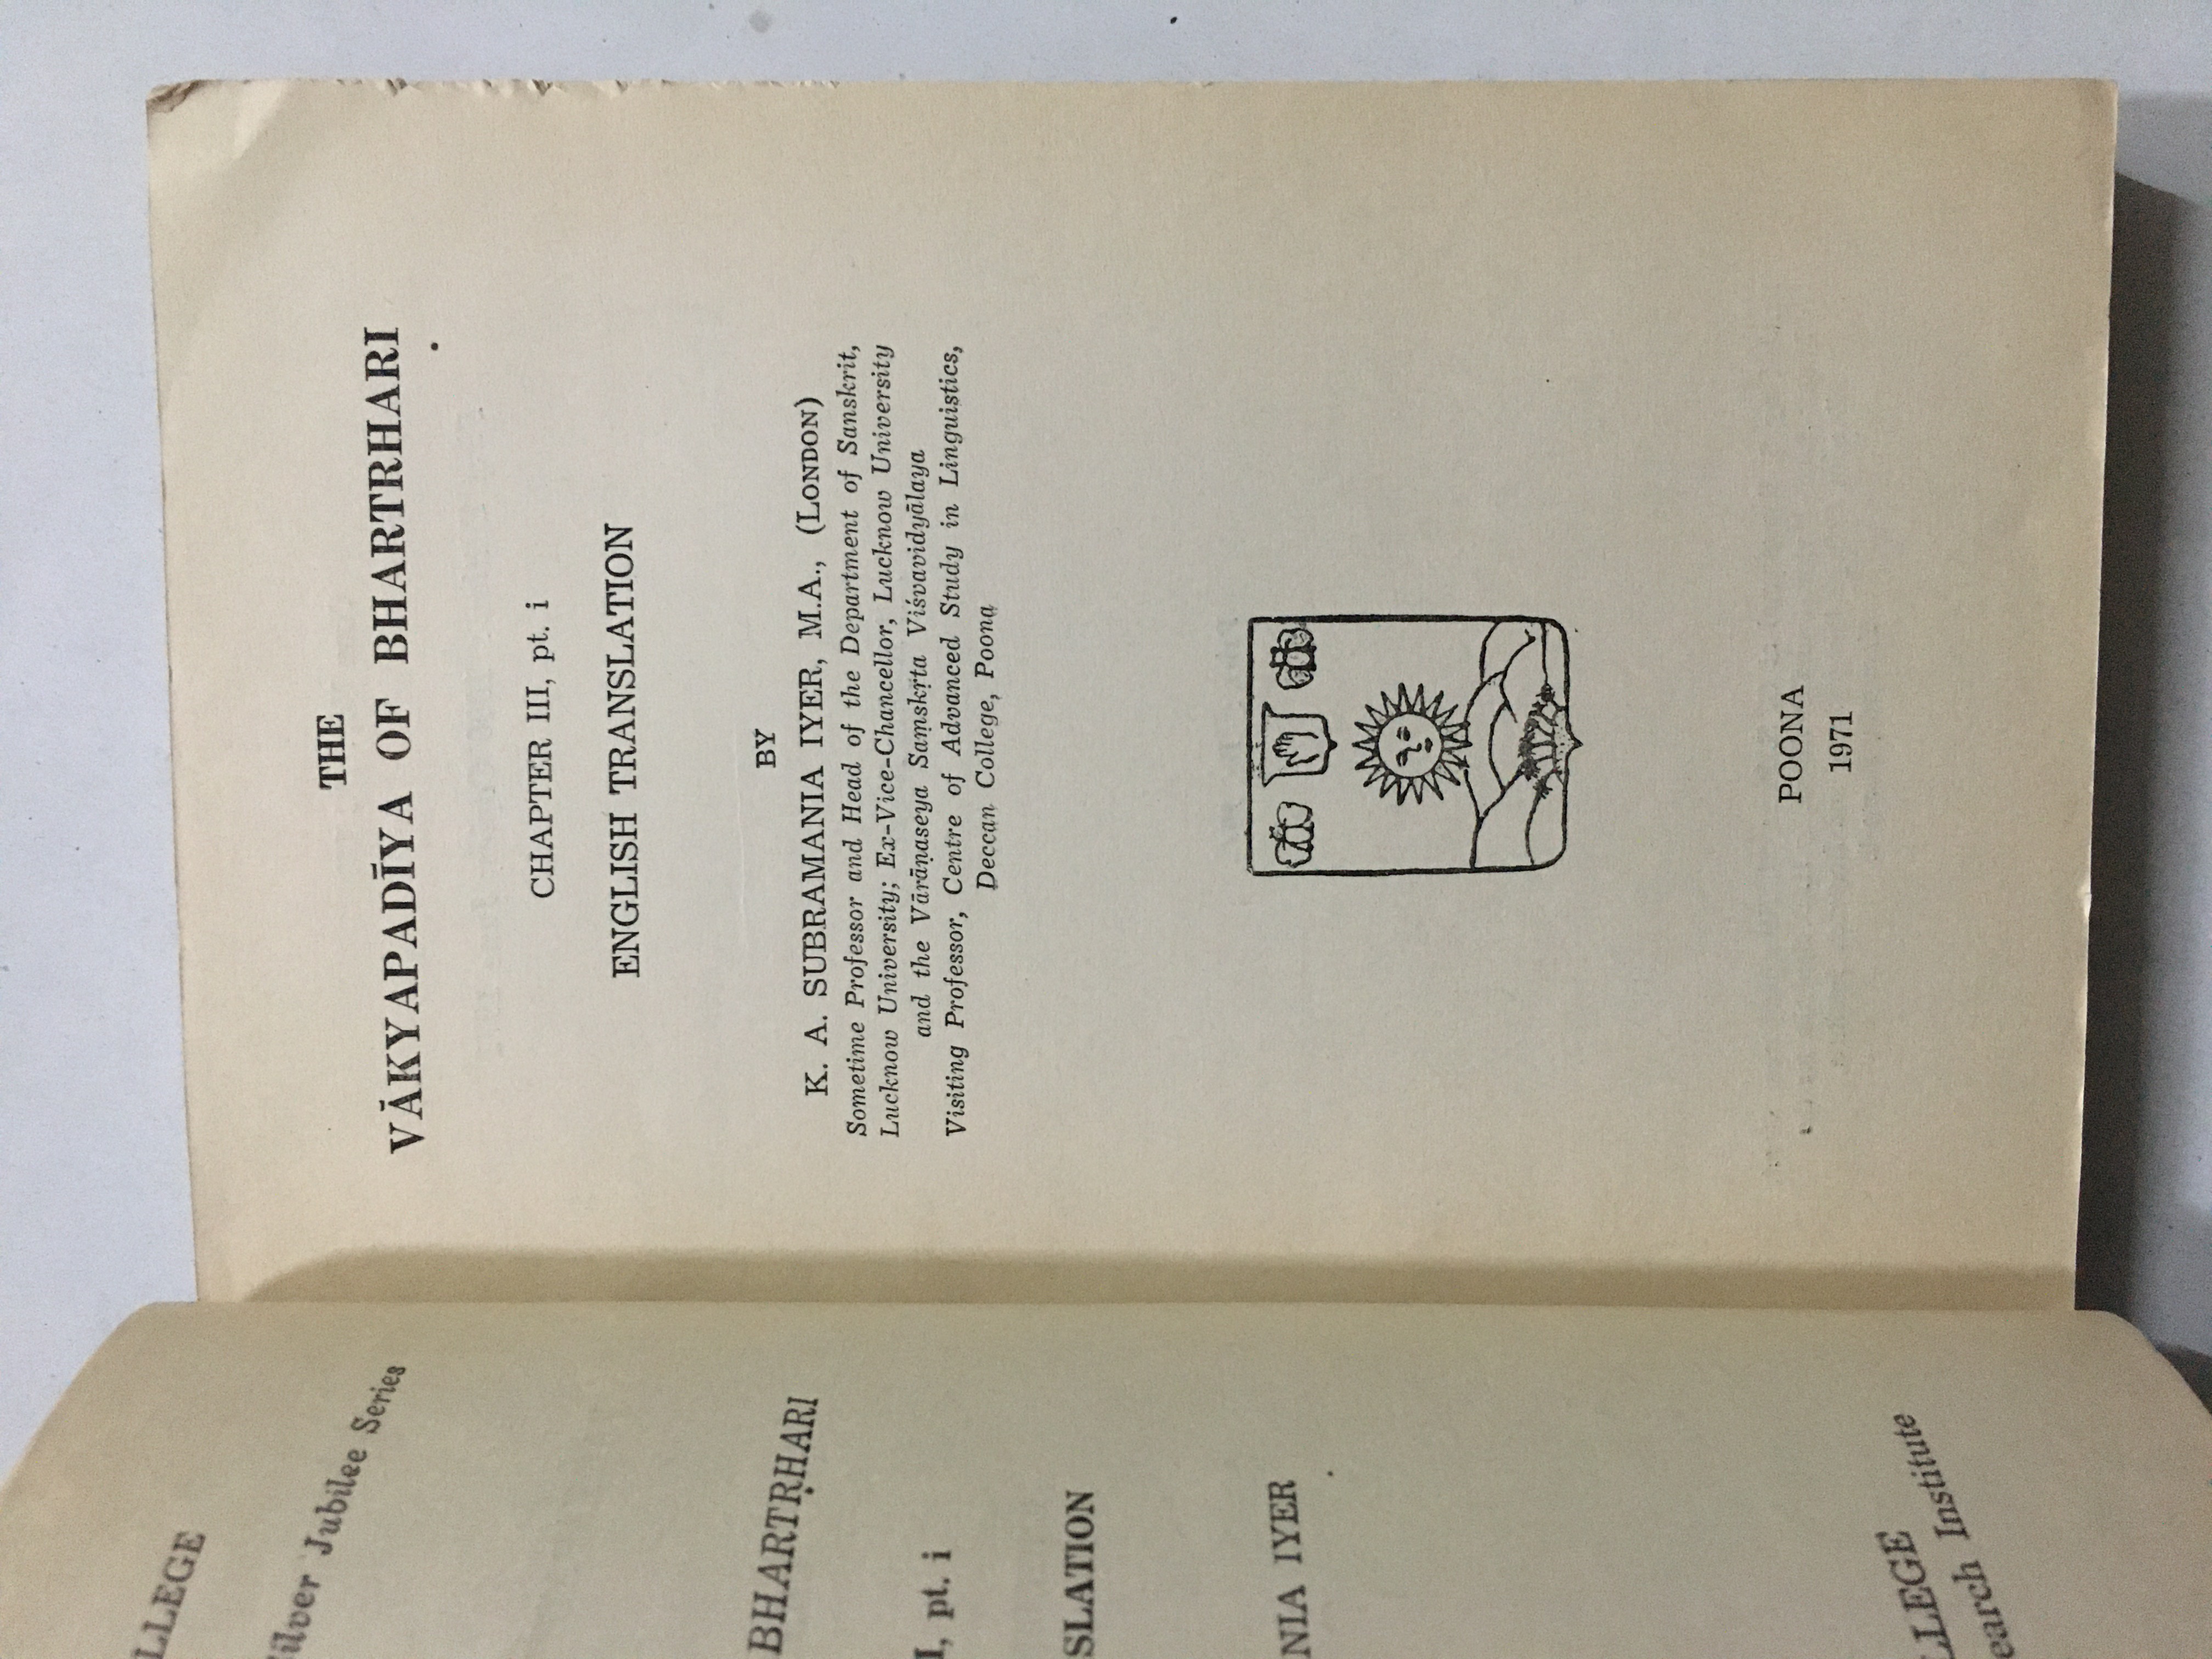 THE
VĀKYAPADĪYA OF BHARTRHARI
CHAPTER III, pt. i
ENGLISH TRANSLATION
BY
K. A. SUBRAMANIA IYER, M.A., (LONDON)
Sometime Professor and Head of the Department of Sanskrit,
Lucknow University; Ex-Vice-Chancellor, Lucknow University
and the Vārāṇaseya Saṃskṛta Viśvavidyālaya
Visiting Professor, Centre of Advanced Study in Linguistics,
Deccan College, Poona
POONA
1971
LLEGE
ilver Jubilee Series
BHARTṚHARI
I, pt. i
SLATION
NIA IYER
LLEGE
earch Institute